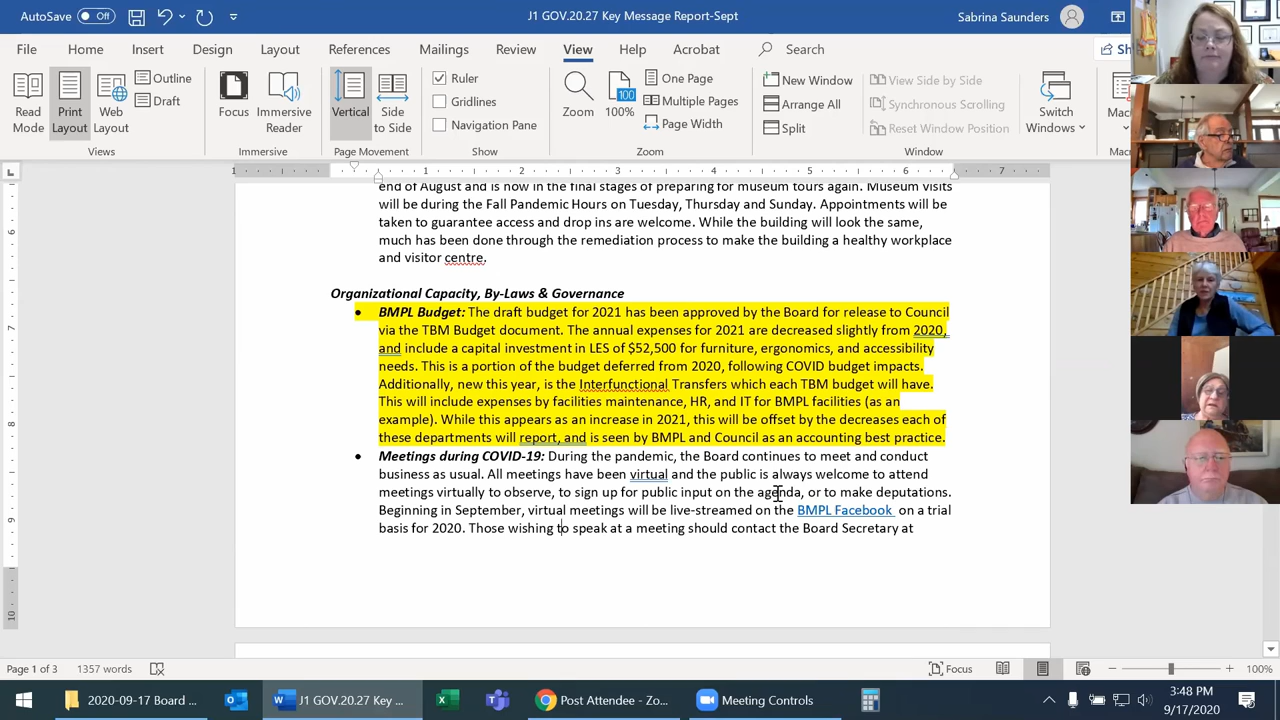 AutoSave Off
J1 GOV.20.27 Key Message Report-Sept
Sabrina Saunders
File Home Insert Design Layout References Mailings Review View Help Acrobat Search
Read Mode
Print Layout
Web Layout
Outline
Draft
Views
Focus
Immersive Reader
Immersive
Vertical
Side to Side
Page Movement
Ruler
Gridlines
Navigation Pane
Show
Zoom
100
100%
One Page
Multiple Pages
Page Width
Zoom
New Window
Arrange All
Split
View Side by Side
Synchronous Scrolling
Reset Window Position
Window
Switch Windows
1 1 2 3 4 5 6 7
end of August and is now in the final stages of preparing for museum tours again. Museum visits
will be during the Fall Pandemic Hours on Tuesday, Thursday and Sunday. Appointments will be
taken to guarantee access and drop ins are welcome. While the building will look the same,
much has been done through the remediation process to make the building a healthy workplace
and visitor centre.
Organizational Capacity, By-Laws & Governance
• BMPL Budget: The draft budget for 2021 has been approved by the Board for release to Council
via the TBM Budget document. The annual expenses for 2021 are decreased slightly from 2020,
and include a capital investment in LES of $52,500 for furniture, ergonomics, and accessibility
needs. This is a portion of the budget deferred from 2020, following COVID budget impacts.
Additionally, new this year, is the Interfunctional Transfers which each TBM budget will have.
This will include expenses by facilities maintenance, HR, and IT for BMPL facilities (as an
example). While this appears as an increase in 2021, this will be offset by the decreases each of
these departments will report, and is seen by BMPL and Council as an accounting best practice.
• Meetings during COVID-19: During the pandemic, the Board continues to meet and conduct
business as usual. All meetings have been virtual and the public is always welcome to attend
meetings virtually to observe, to sign up for public input on the agenda, or to make deputations.
Beginning in September, virtual meetings will be live-streamed on the BMPL Facebook on a trial
basis for 2020. Those wishing to speak at a meeting should contact the Board Secretary at
6
7
8
9
10
Page 1 of 3 1357 words
Focus
100%
2020-09-17 Board ...
J1 GOV.20.27 Key ...
Post Attendee - Zo...
Meeting Controls
3:48 PM
9/17/2020